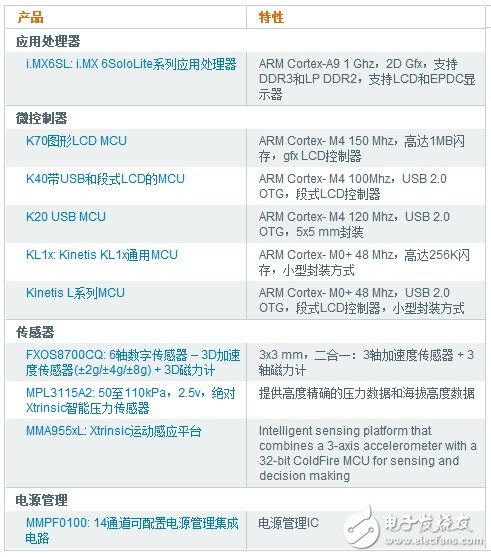 产品 特性
应用处理器
i.MX6SL: i.MX 6SoloLite系列应用处理器 ARM Cortex-A9 1 Ghz，2D Gfx，支持
DDR3和LP DDR2，支持LCD和EPDC显
示器
微控制器
K70图形LCD MCU ARM Cortex- M4 150 Mhz，高达1MB闪
存，gfx LCD控制器
K40带USB和段式LCD的MCU ARM Cortex- M4 100Mhz，USB 2.0
OTG，段式LCD控制器
K20 USB MCU ARM Cortex- M4 120 Mhz，USB 2.0
OTG，5x5 mm封装
KL1x: Kinetis KL1x通用MCU ARM Cortex- M0+ 48 Mhz，高达256K闪
存，小型封装方式
Kinetis L系列MCU ARM Cortex- M0+ 48 Mhz，USB 2.0
OTG，段式LCD控制器，小型封装方式
传感器
FXOS8700CQ: 6轴数字传感器 – 3D加速
度传感器(±2g/±4g/±8g) + 3D磁力计
3x3 mm，二合一：3轴加速度传感器 + 3
轴磁力计
MPL3115A2: 50至110kPa，2.5v，绝对
Xtrinsic智能压力传感器
提供高度精确的压力数据和海拔高度数据
MMA955xL: Xtrinsic运动感应平台 Intelligent sensing platform that
combines a 3-axis accelerometer with a
32-bit ColdFire MCU for sensing and
decision making
电源管理
MMPF0100: 14通道可配置电源管理集成
电路
电源管理IC
电子发烧友
www.elecfans.com